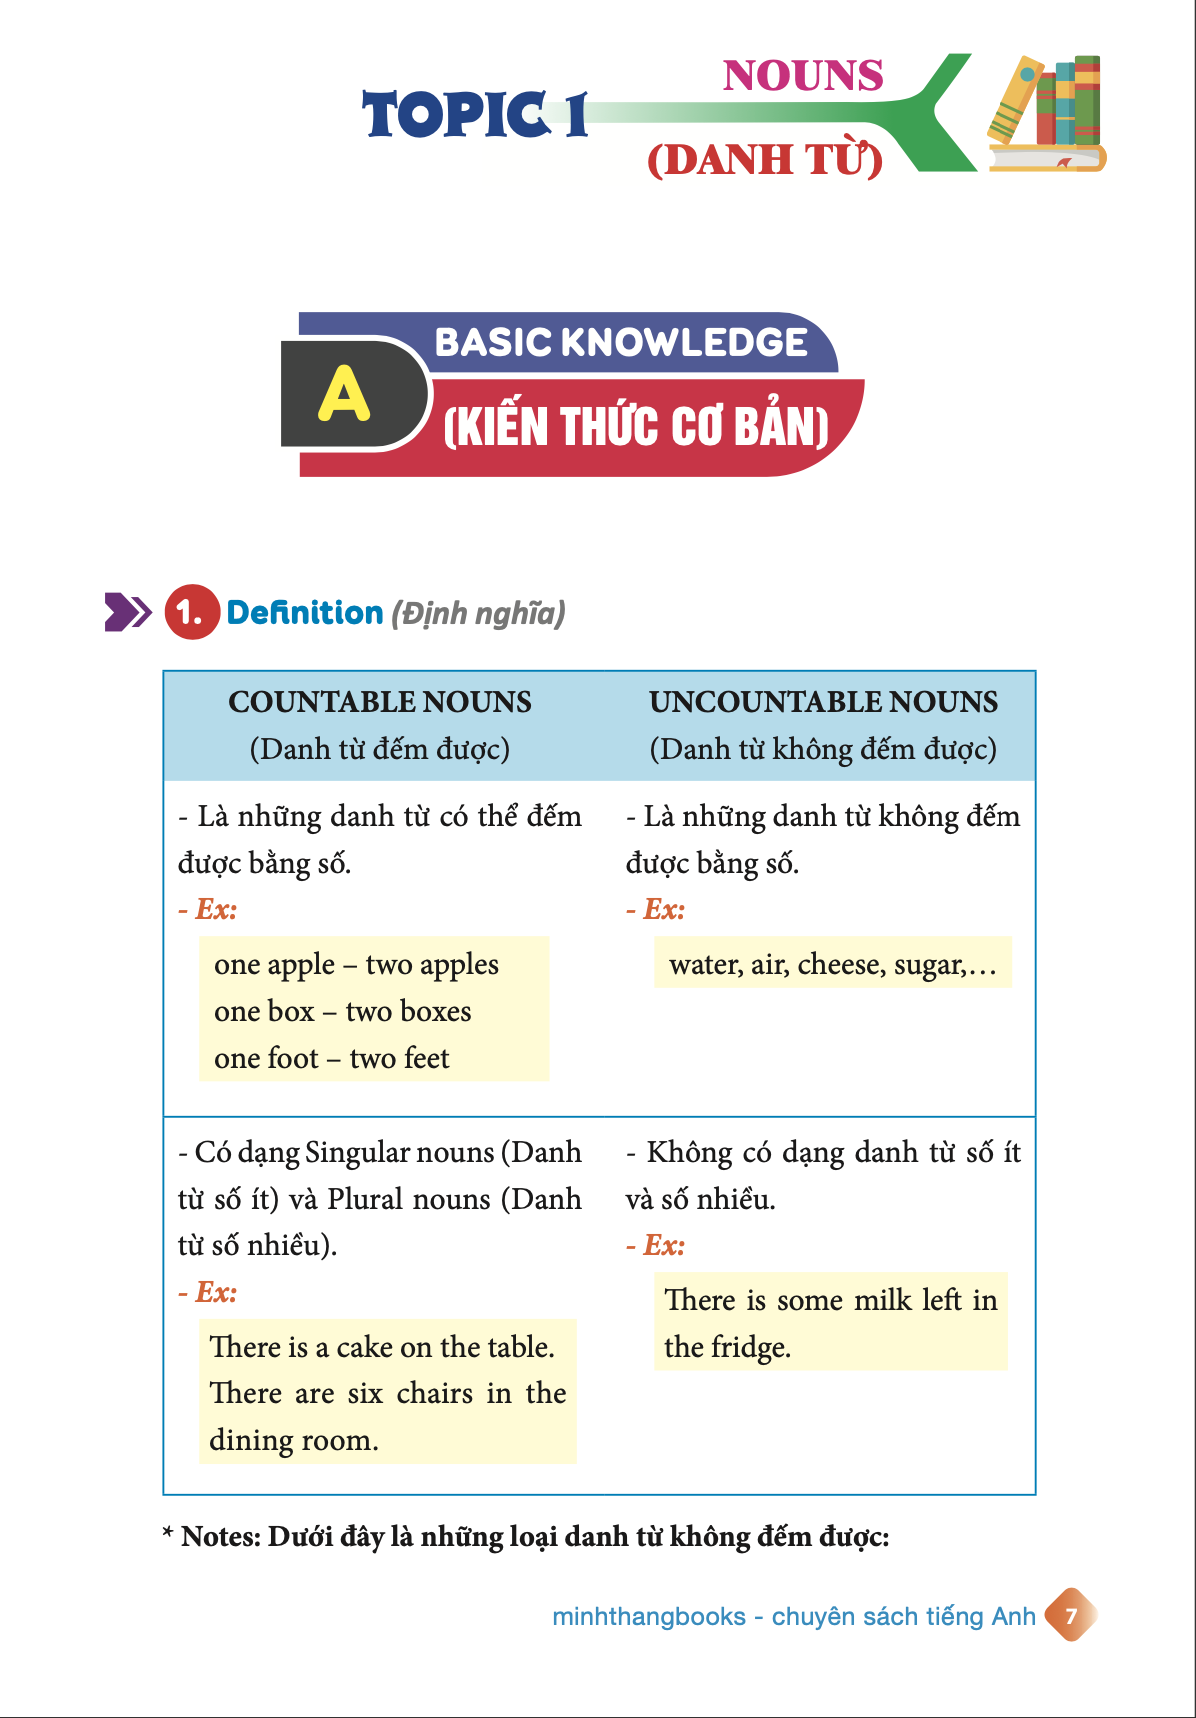 TOPIC 1
NOUNS
(DANH TỪ)
A
BASIC KNOWLEDGE
(KIẾN THỨC CƠ BẢN)
1. Definition (Định nghĩa)
COUNTABLE NOUNS
(Danh từ đếm được)
UNCOUNTABLE NOUNS
(Danh từ không đếm được)
- Là những danh từ có thể đếm
được bằng số.
- Ex:
one apple – two apples
one box – two boxes
one foot – two feet
- Là những danh từ không đếm
được bằng số.
- Ex:
water, air, cheese, sugar,…
- Có dạng Singular nouns (Danh
từ số ít) và Plural nouns (Danh
từ số nhiều).
- Ex:
There is a cake on the table.
There are six chairs in the
dining room.
- Không có dạng danh từ số ít
và số nhiều.
- Ex:
There is some milk left in
the fridge.
* Notes: Dưới đây là những loại danh từ không đếm được:
minhthangbooks - chuyên sách tiếng Anh 7